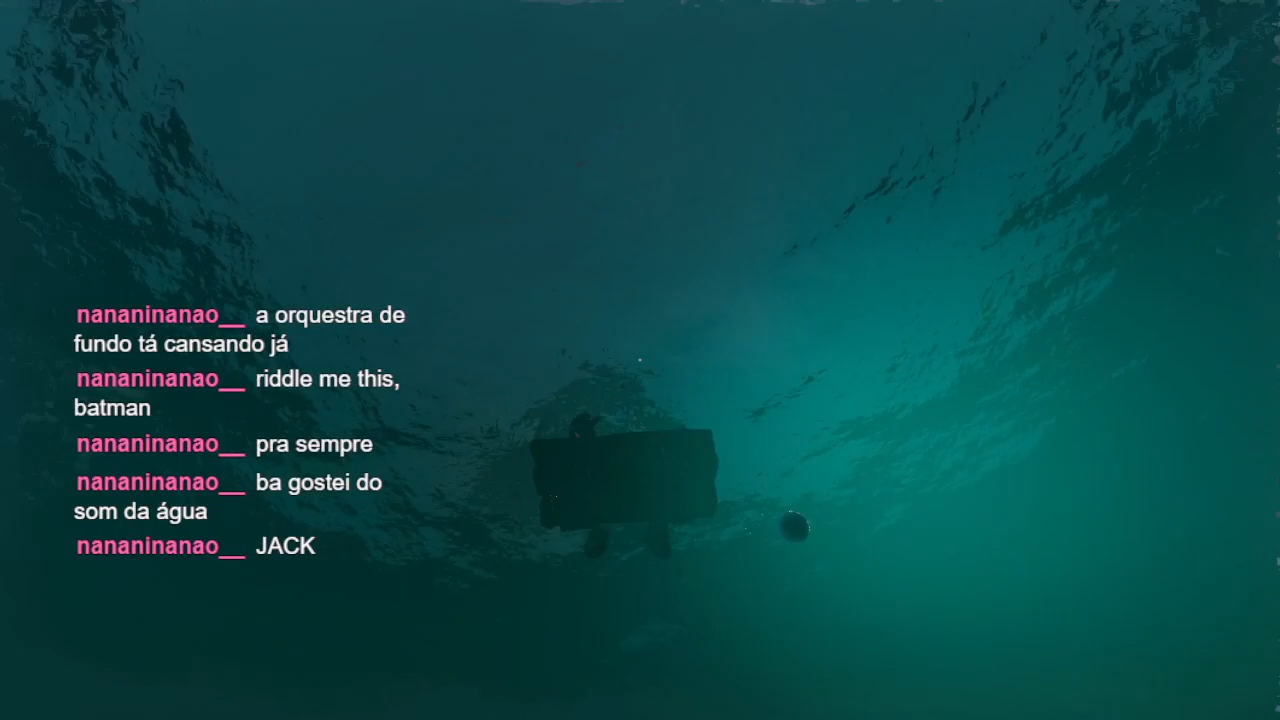 nananinanao__ a orquestra de
fundo tá cansando já
nananinanao__ riddle me this,
batman
nananinanao__ pra sempre
nananinanao__ ba gostei do
som da água
nananinanao__ JACK